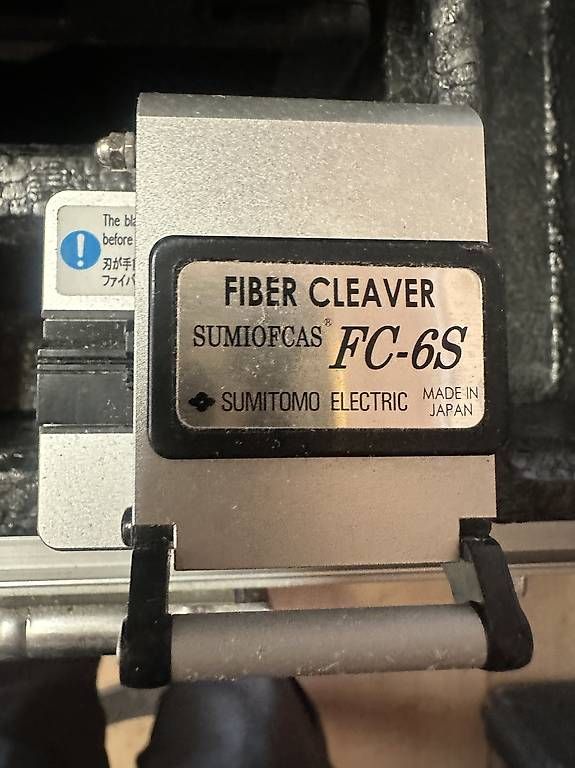 The
before
刃が手
ファイバ
FIBER CLEAVER
SUMIOFCAS® FC-6S
SUMITOMO ELECTRIC
MADE IN
JAPAN